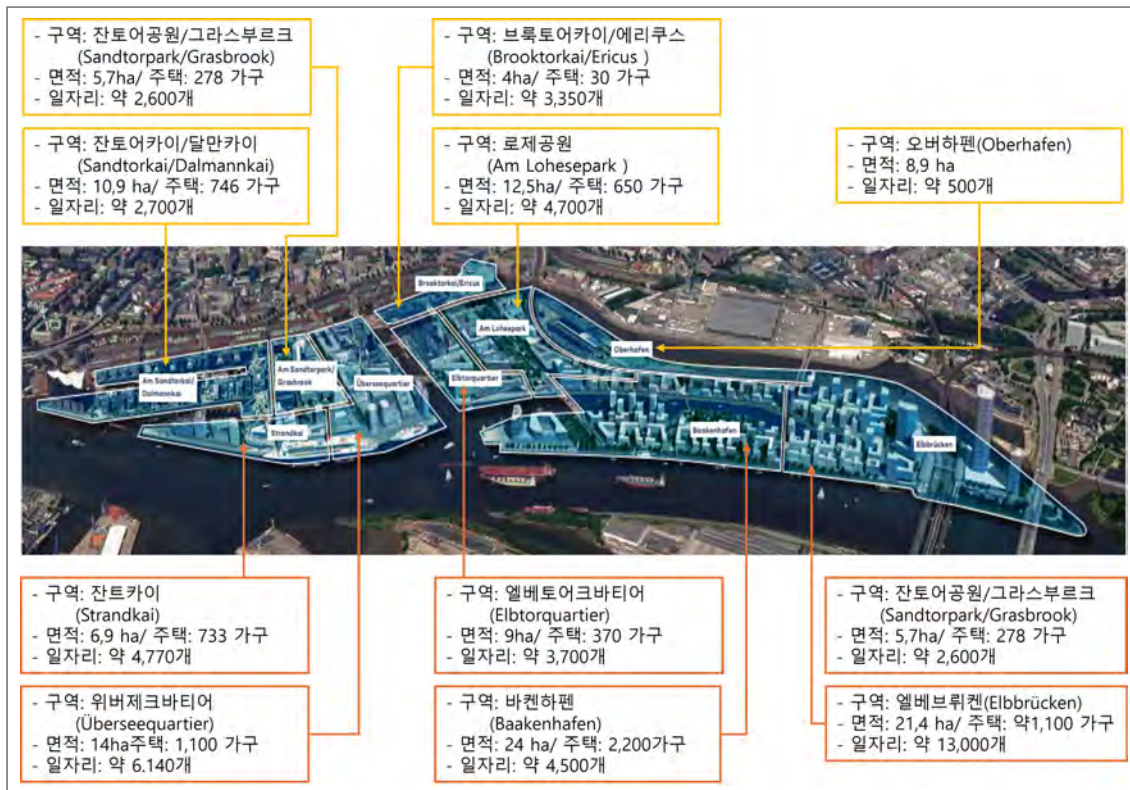 - 구역: 잔토어공원/그라스부르크
(Sandtorpark/Grasbrook)
- 면적: 5,7ha/ 주택: 278 가구
- 일자리: 약 2,600개
- 구역: 브룩토어카이/에리쿠스
(Brooktorkai/Ericus )
- 면적: 4ha/ 주택: 30 가구
- 일자리: 약 3,350개
- 구역: 잔토어카이/달만카이
(Sandtorkai/Dalmannkai)
- 면적: 10,9 ha/ 주택: 746 가구
- 일자리: 약 2,700개
- 구역: 로제공원
(Am Lohesepark )
- 면적: 12,5ha/ 주택: 650 가구
- 일자리: 약 4,700개
- 구역: 오버하펜(Oberhafen)
- 면적: 8,9 ha
- 일자리: 약 500개
Brooktorkai/Ericus
Am Lohsepark
Oberhafen
Am Sandtorkai/
Dalmannkai
Am Sandtorpark/
Grasbrook
Überseequartier
Elbtorquartier
Strandkai
Baakenhafen
Elbbrücken
- 구역: 잔트카이
(Strandkai)
- 면적: 6,9 ha/ 주택: 733 가구
- 일자리: 약 4,770개
- 구역: 엘베토어크바티어
(Elbtorquartier)
- 면적: 9ha/ 주택: 370 가구
- 일자리: 약 3,700개
- 구역: 잔토어공원/그라스부르크
(Sandtorpark/Grasbrook)
- 면적: 5,7ha/ 주택: 278 가구
- 일자리: 약 2,600개
- 구역: 위버제크바티어
(Überseequartier)
- 면적: 14ha주택: 1,100 가구
- 일자리: 약 6.140개
- 구역: 바켄하펜
(Baakenhafen)
- 면적: 24 ha/ 주택: 2,200가구
- 일자리: 약 4,500개
- 구역: 엘베브뤼켄(Elbbrücken)
- 면적: 21,4 ha/ 주택: 약1,100 가구
- 일자리: 약 13,000개